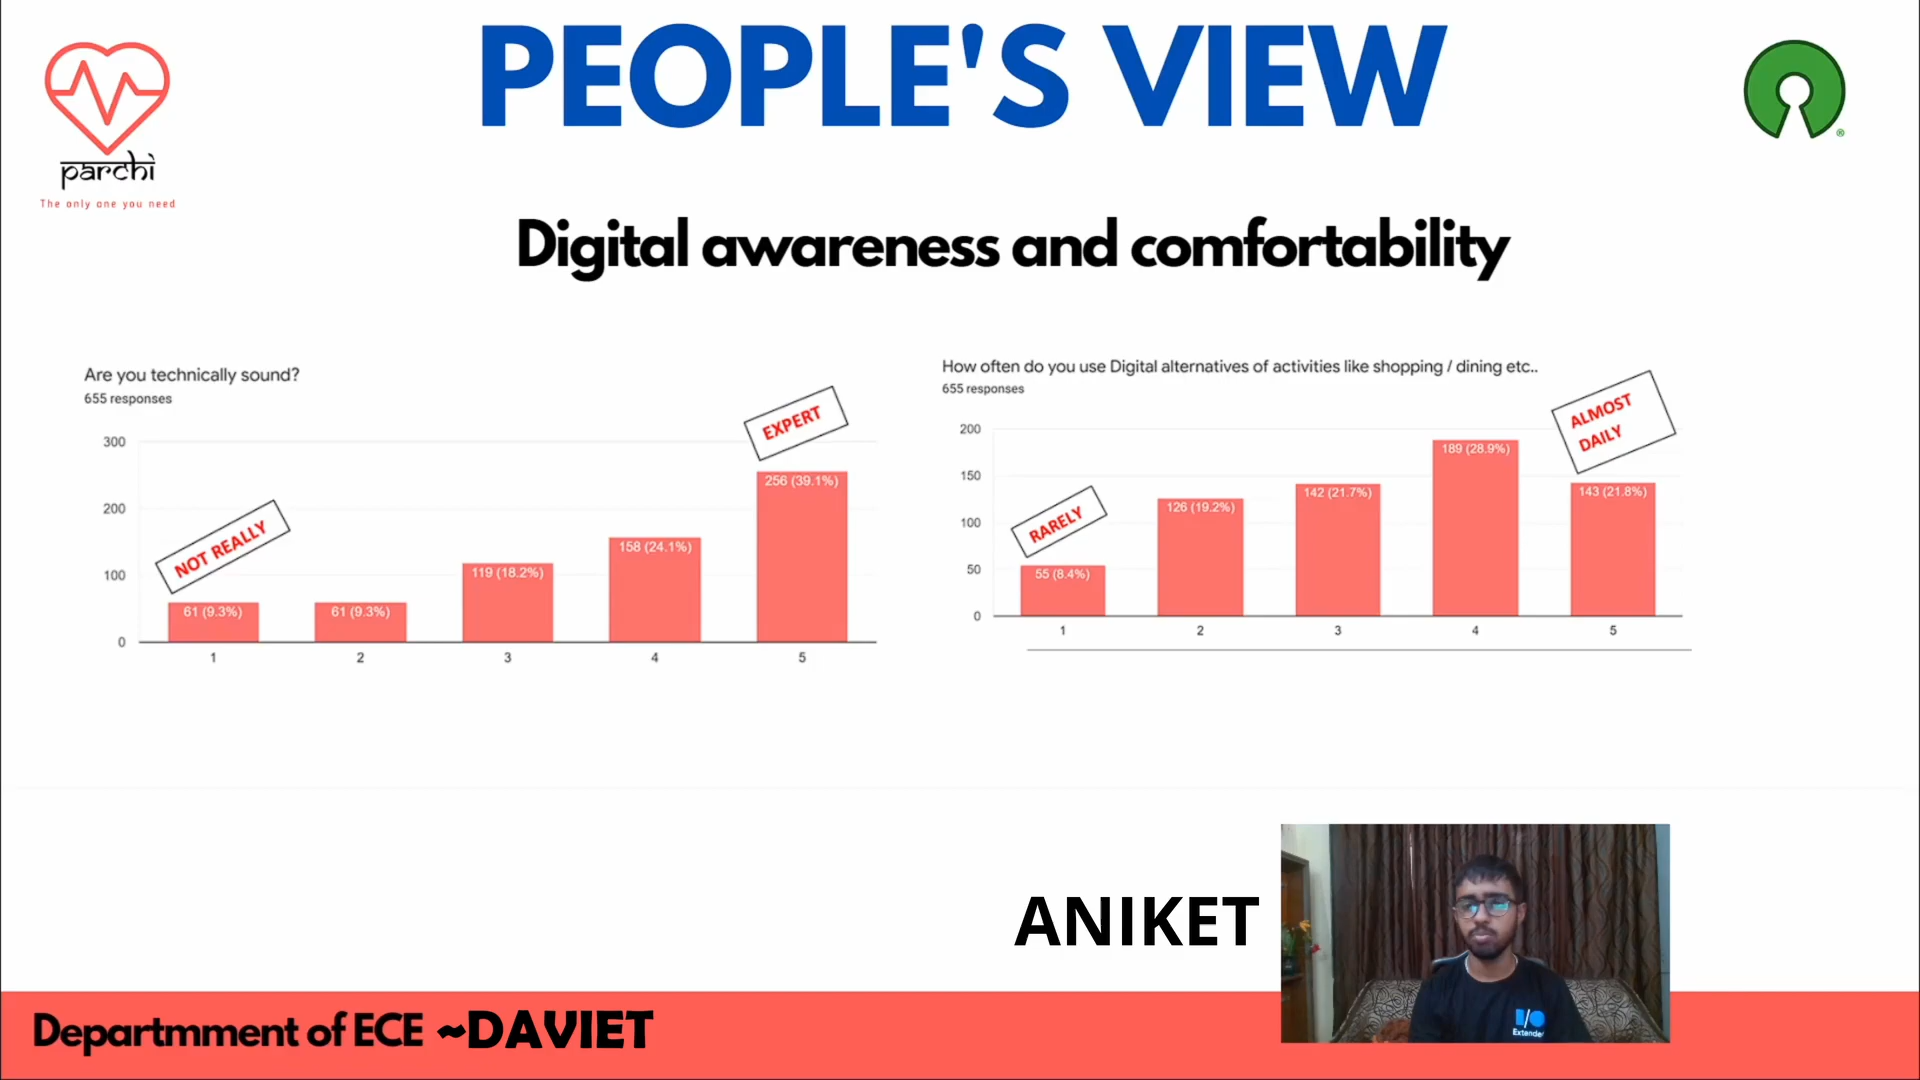 PEOPLE'S VIEW
parchi
The only one you need
®
Digital awareness and comfortability
Are you technically sound?
655 responses
300
200
100
0
NOT REALLY
EXPERT
61 (9.3%)
61 (9.3%)
119 (18.2%)
158 (24.1%)
256 (39.1%)
1 2 3 4 5
How often do you use Digital alternatives of activities like shopping / dining etc..
655 responses
200
150
100
50
0
RARELY
ALMOST
DAILY
55 (8.4%)
126 (19.2%)
142 (21.7%)
189 (28.9%)
143 (21.8%)
1 2 3 4 5
ANIKET
I/O
Extended
Departmment of ECE ~DAVIET